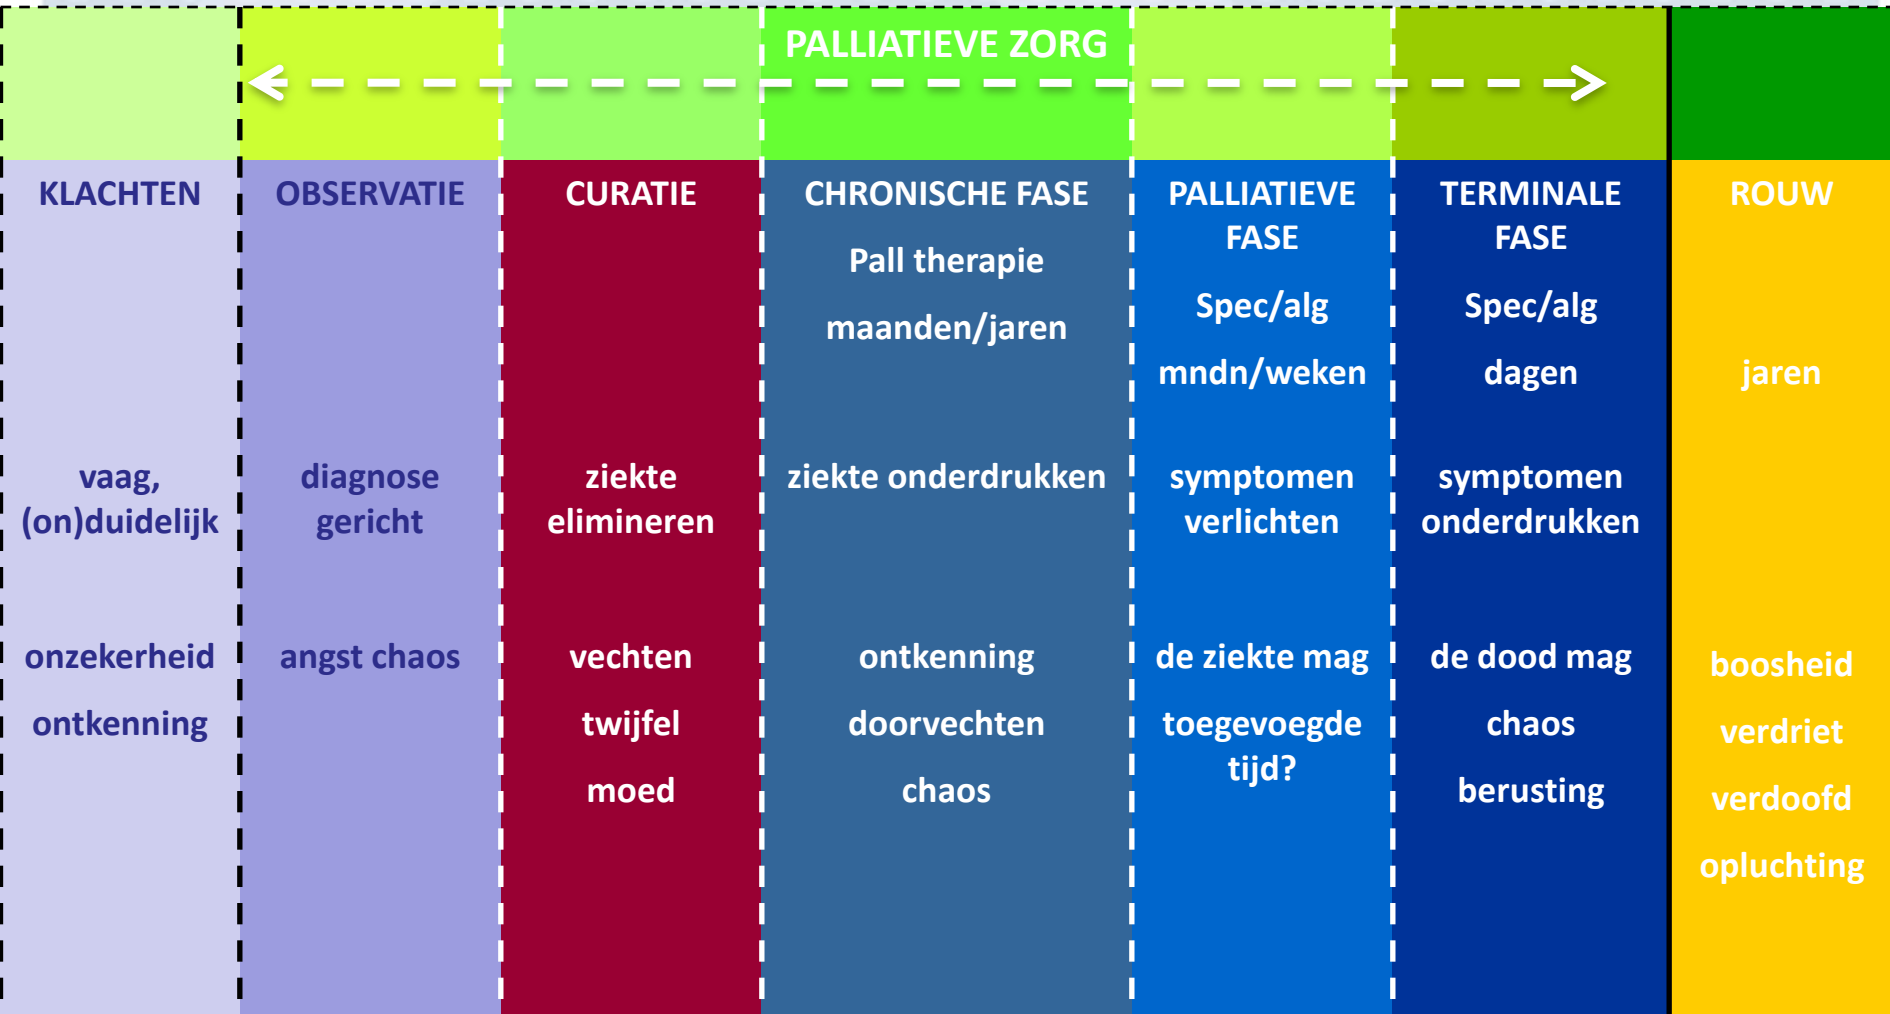 PALLIATIEVE ZORG
KLACHTEN
vaag,
(on)duidelijk
onzekerheid
ontkenning
OBSERVATIE
diagnose
gericht
angst chaos
CURATIE
ziekte
elimineren
vechten
twijfel
moed
CHRONISCHE FASE
Pall therapie
maanden/jaren
ziekte onderdrukken
ontkenning
doorvechten
chaos
PALLIATIEVE
FASE
Spec/alg
mndn/weken
symptomen
verlichten
de ziekte mag
toegevoegde
tijd?
TERMINALE
FASE
Spec/alg
dagen
symptomen
onderdrukken
de dood mag
chaos
berusting
ROUW
jaren
boosheid
verdriet
verdoofd
opluchting